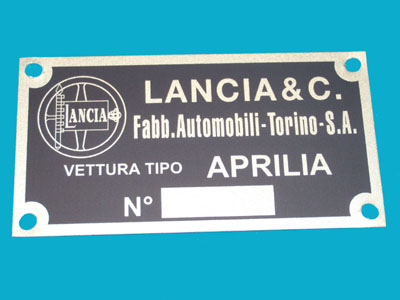 LANCIA & C.
LANCIA
Fabb. Automobili-Torino-S.A.
VETTURA TIPO APRILIA
N°